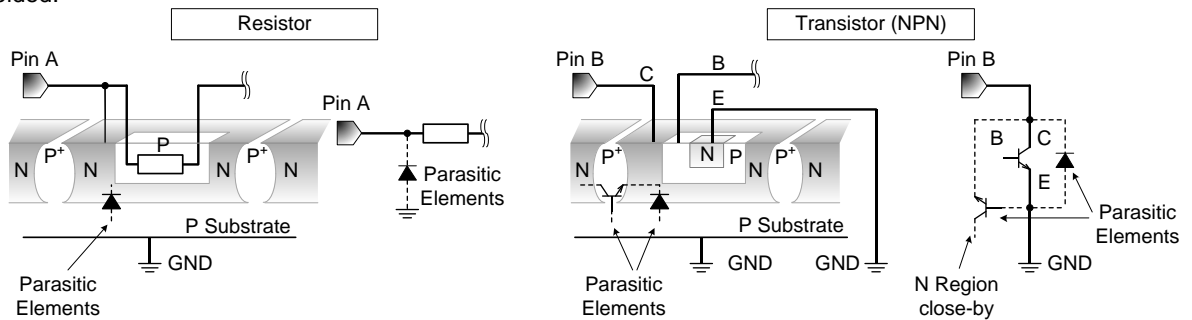 Resistor
Transistor (NPN)
Pin A
Pin A
N
P+
N
P
N
P+
N
Parasitic
Elements
P Substrate
GND
Parasitic
Elements
Pin B
C
B
E
N
P+
N
N
P
P+
N
P Substrate
GND
GND
Parasitic
Elements
Pin B
B
C
E
Parasitic
Elements
GND
N Region
close-by